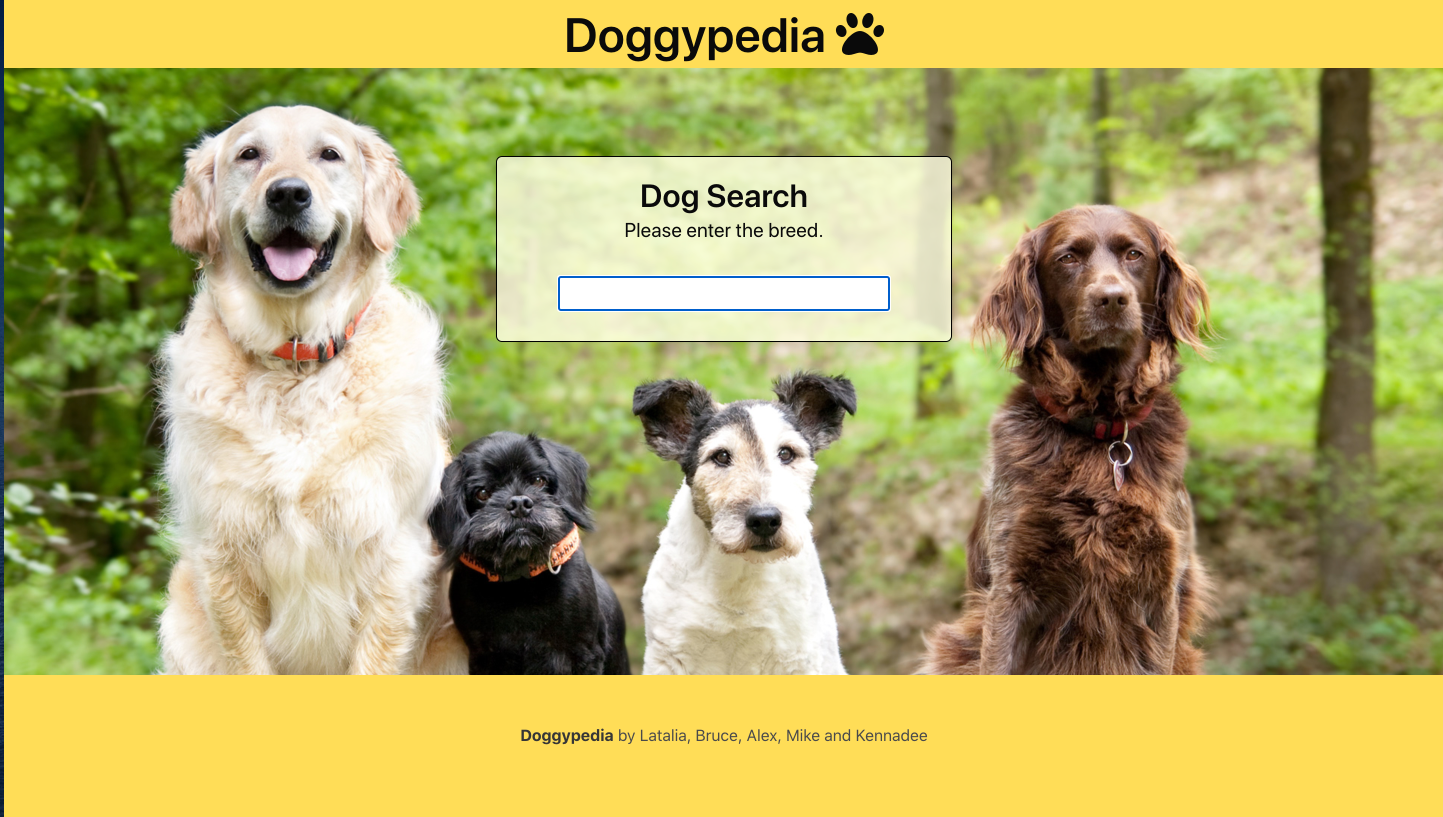 Doggypedia
Dog Search
Please enter the breed.
Doggypedia by Latalia, Bruce, Alex, Mike and Kennadee